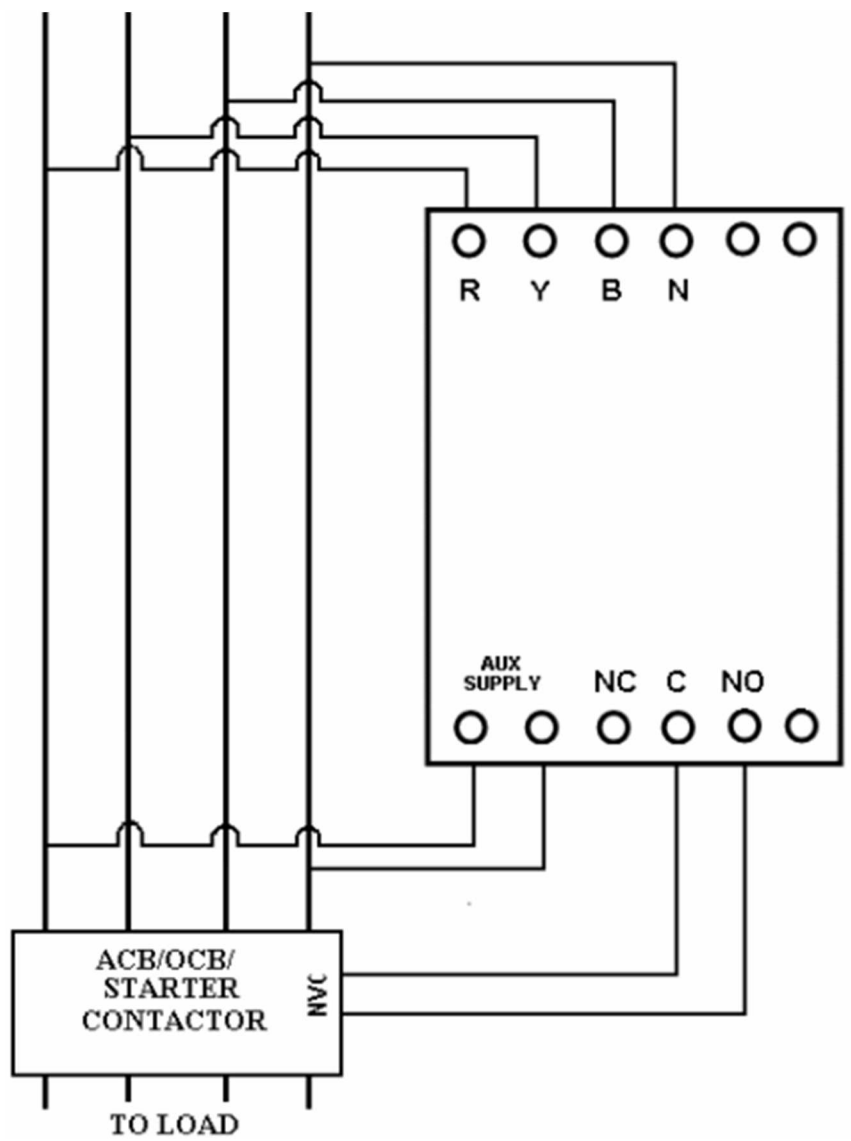 R Y B N
AUX
SUPPLY
NC C NO
ACB/OCB/
STARTER
CONTACTOR
NVC
TO LOAD